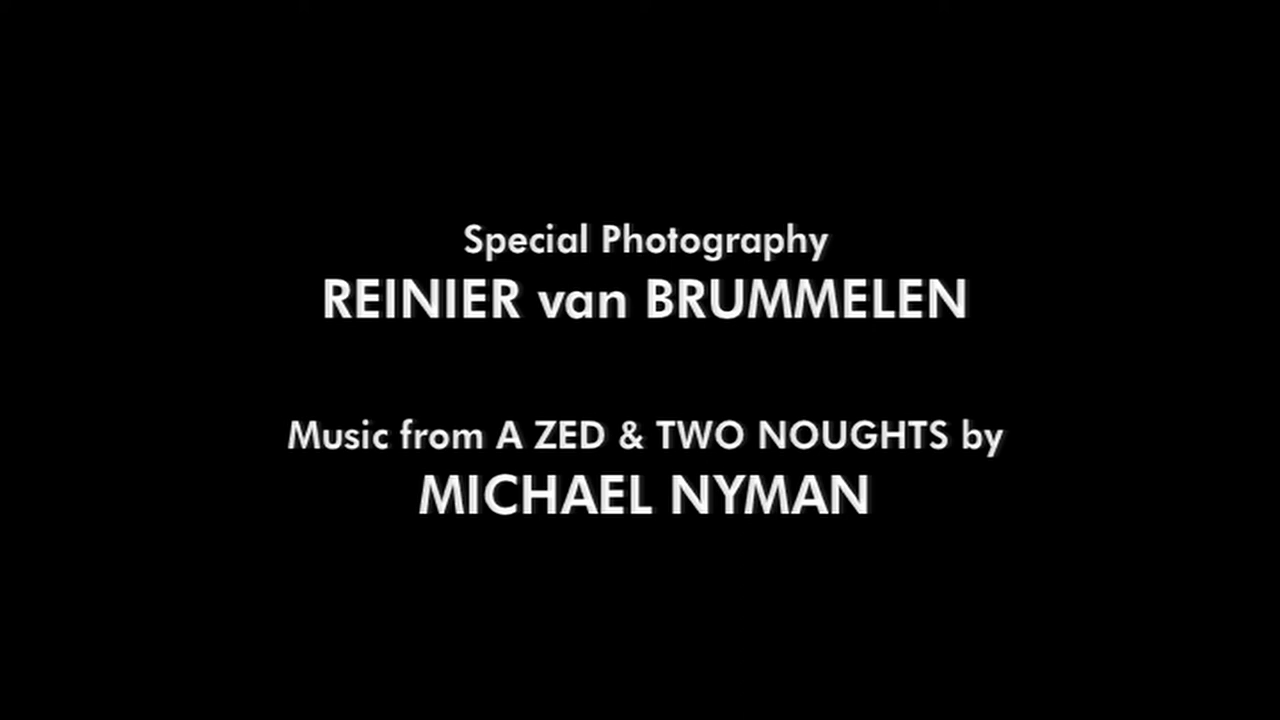 Special Photography
REINIER van BRUMMELEN
Music from A ZED & TWO NOUGHTS by
MICHAEL NYMAN